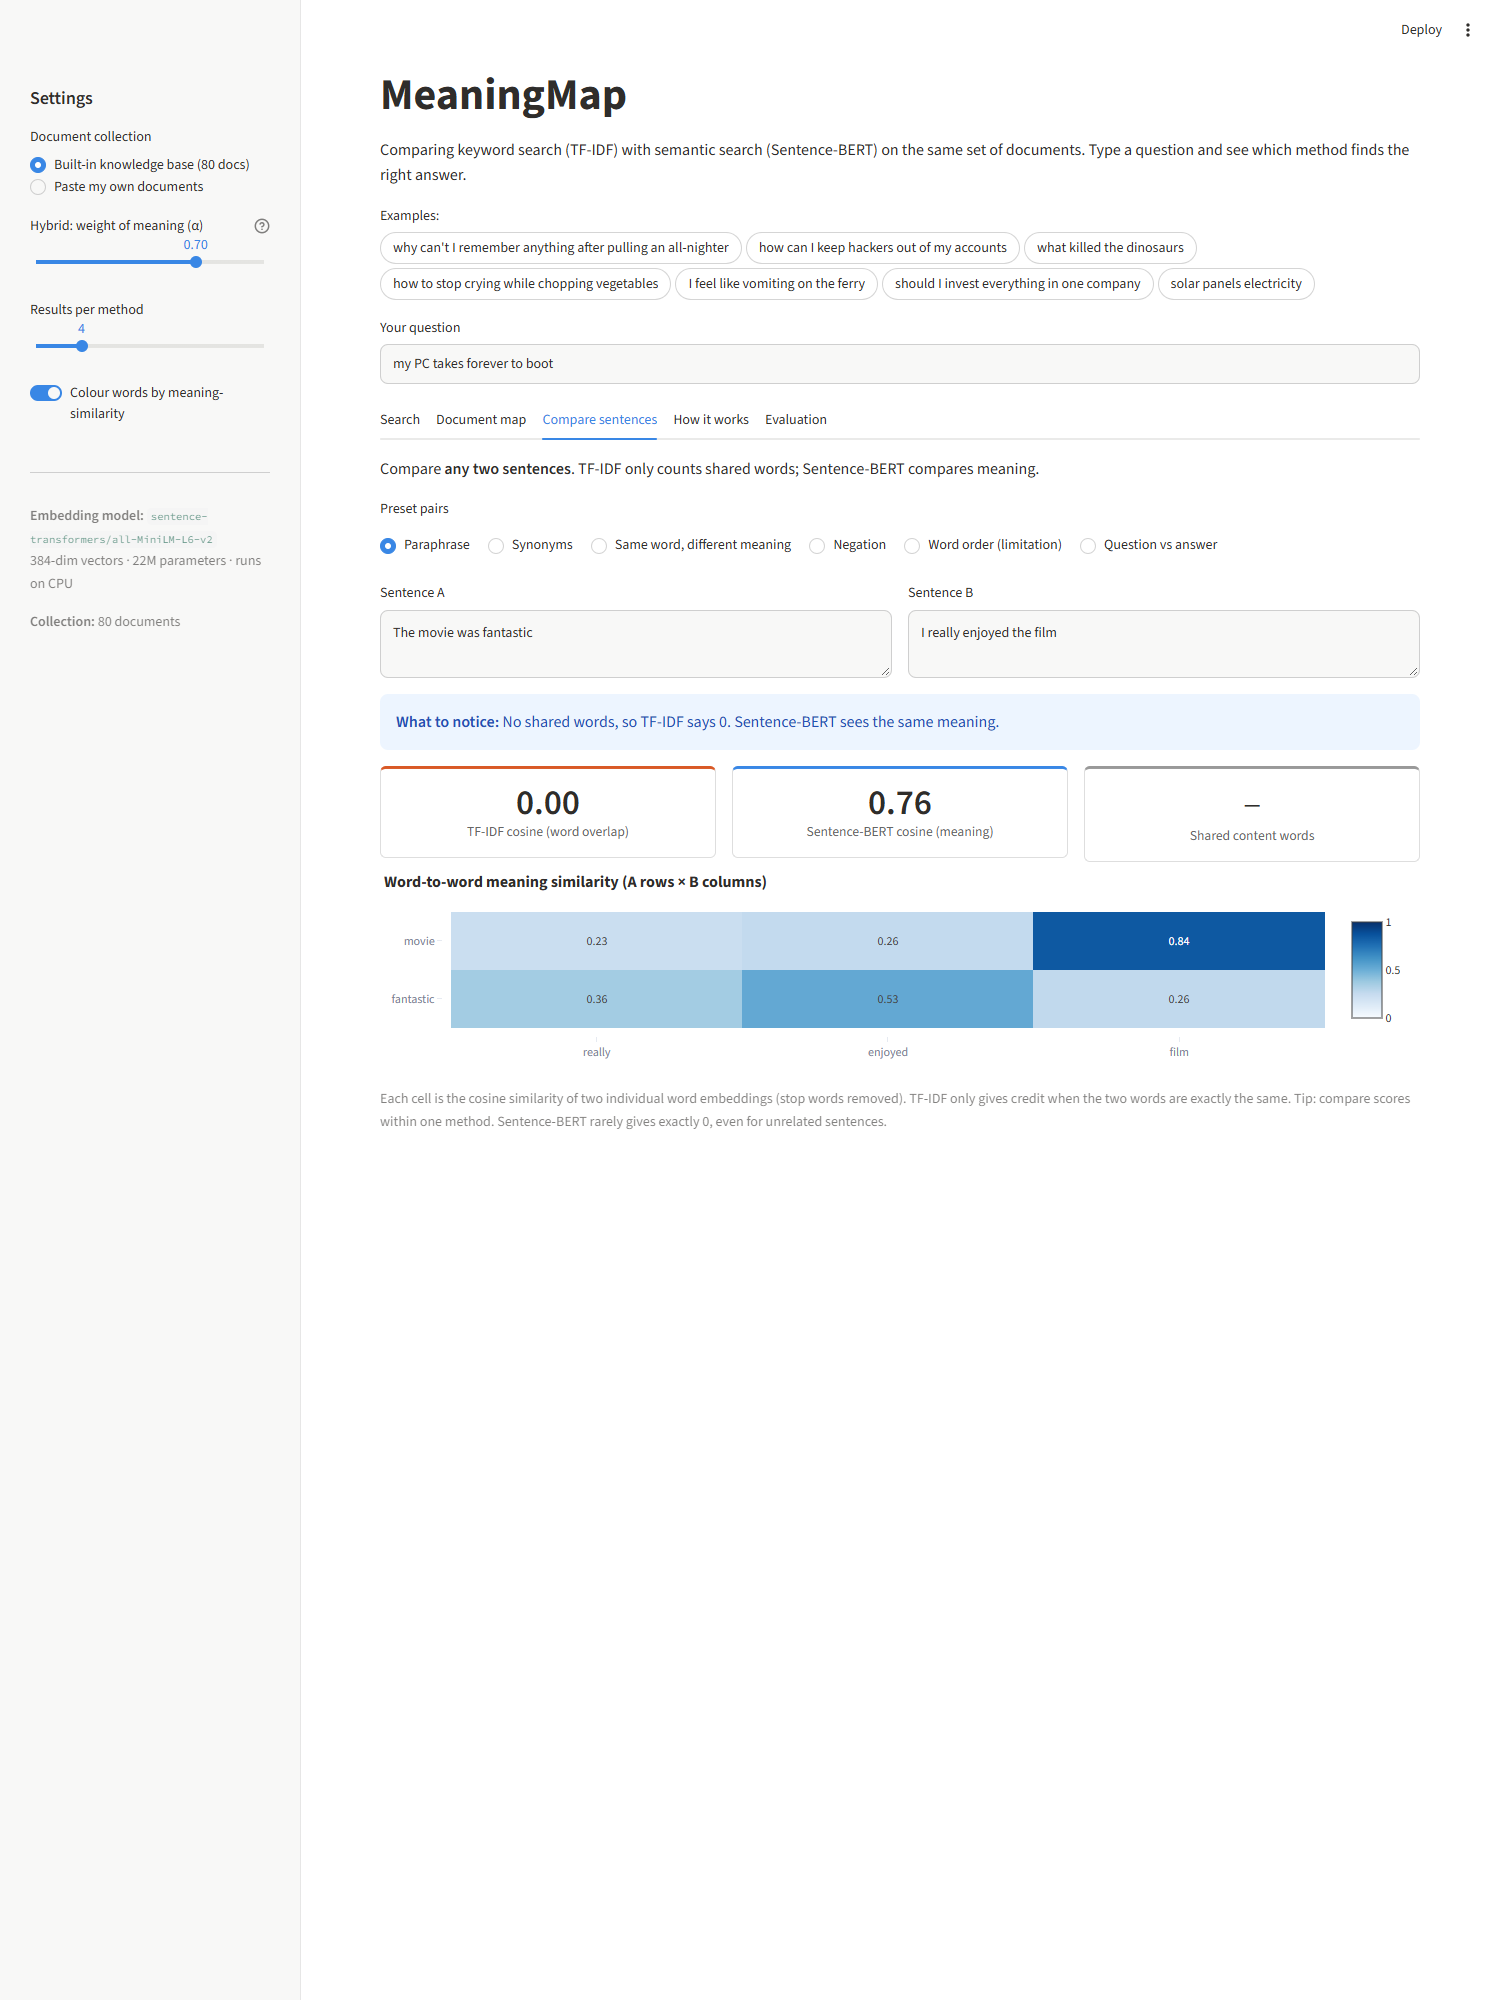 Deploy
Settings
Document collection
Built-in knowledge base (80 docs)
Paste my own documents
Hybrid: weight of meaning (α)
0.70
Results per method
4
Colour words by meaning-
similarity
Embedding model: sentence-
transformers/all-MiniLM-L6-v2
384-dim vectors · 22M parameters · runs
on CPU
Collection: 80 documents
MeaningMap
Comparing keyword search (TF-IDF) with semantic search (Sentence-BERT) on the same set of documents. Type a question and see which method finds the
right answer.
Examples:
why can't I remember anything after pulling an all-nighter
how can I keep hackers out of my accounts
what killed the dinosaurs
how to stop crying while chopping vegetables
I feel like vomiting on the ferry
should I invest everything in one company
solar panels electricity
Your question
my PC takes forever to boot
Search Document map Compare sentences How it works Evaluation
Compare any two sentences. TF-IDF only counts shared words; Sentence-BERT compares meaning.
Preset pairs
Paraphrase Synonyms Same word, different meaning Negation Word order (limitation) Question vs answer
Sentence A
The movie was fantastic
Sentence B
I really enjoyed the film
What to notice: No shared words, so TF-IDF says 0. Sentence-BERT sees the same meaning.
0.00
TF-IDF cosine (word overlap)
0.76
Sentence-BERT cosine (meaning)
—
Shared content words
Word-to-word meaning similarity (A rows × B columns)
movie 0.23 0.26 0.84
fantastic 0.36 0.53 0.26
really enjoyed film
1
0.5
0
Each cell is the cosine similarity of two individual word embeddings (stop words removed). TF-IDF only gives credit when the two words are exactly the same. Tip: compare scores
within one method. Sentence-BERT rarely gives exactly 0, even for unrelated sentences.